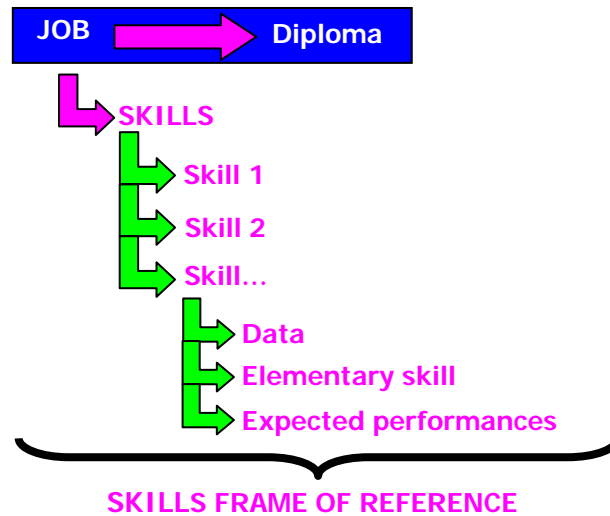 JOB Diploma
SKILLS
Skill 1
Skill 2
Skill...
Data
Elementary skill
Expected performances
SKILLS FRAME OF REFERENCE